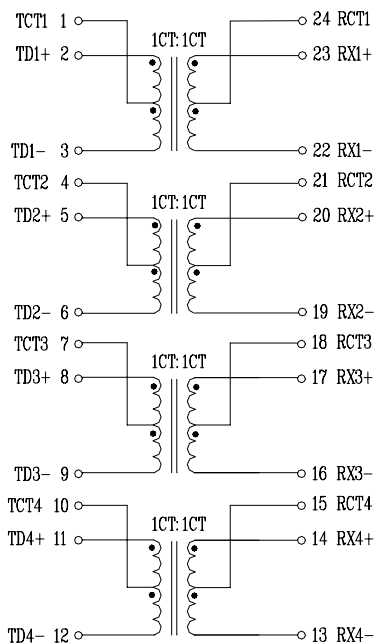 TCT1 1 24 RCT1
1CT:1CT
TD1+ 2 23 RX1+
TD1- 3 22 RX1-
TCT2 4 21 RCT2
1CT:1CT
TD2+ 5 20 RX2+
TD2- 6 19 RX2-
TCT3 7 18 RCT3
1CT:1CT
TD3+ 8 17 RX3+
TD3- 9 16 RX3-
TCT4 10 15 RCT4
1CT:1CT
TD4+ 11 14 RX4+
TD4- 12 13 RX4-